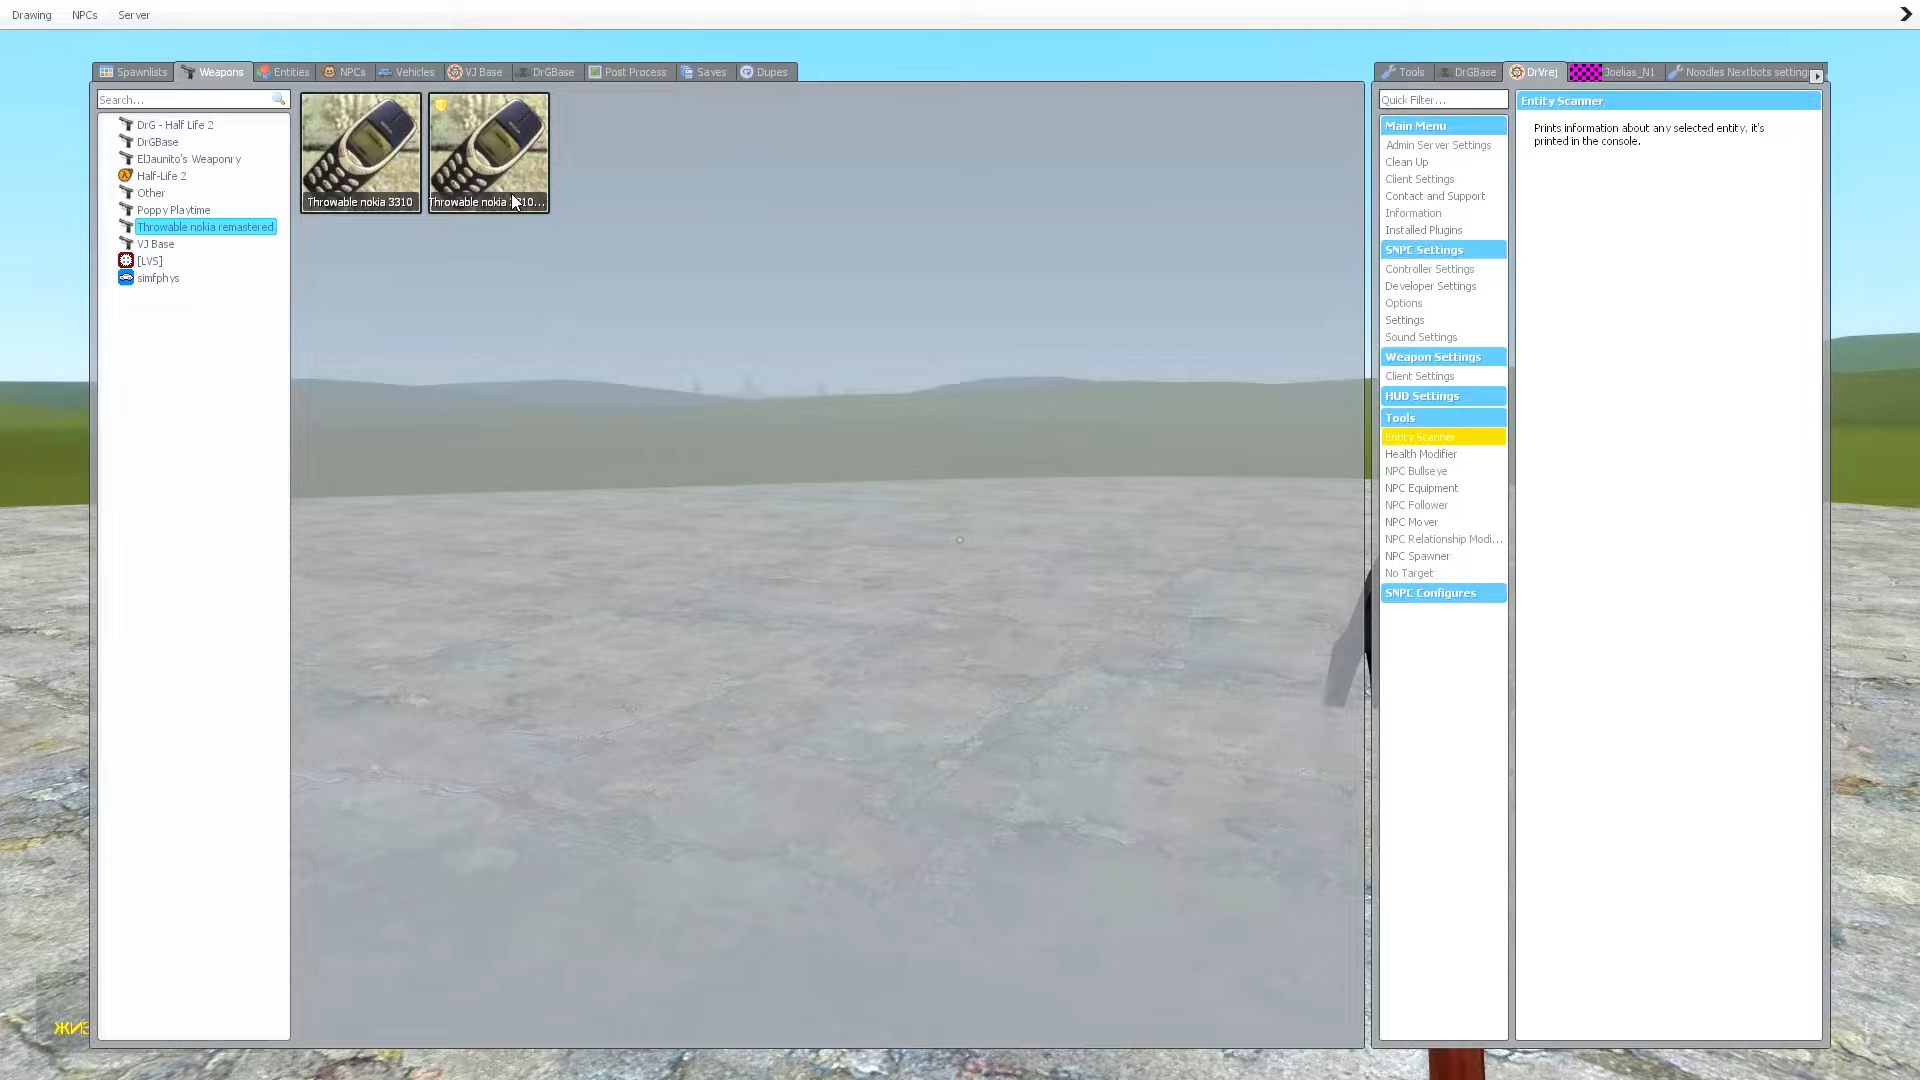 Drawing NPCs Server
Spawnlists Weapons Entities NPCs Vehicles VJ Base DrGBase Post Process Saves Dupes
Search...
DrG - Half Life 2
DrGBase
ElJaunito's Weaponry
Half-Life 2
Other
Poppy Playtime
Throwable nokia remastered
VJ Base
[LVS]
simfphys
Throwable nokia 3310
Throwable nokia
Tools DrGBase DrVrej Joelias_N1 Noodles Nextbots setting
Quick Filter...
Main Menu
Admin Server Settings
Clean Up
Client Settings
Contact and Support
Information
Installed Plugins
SNPC Settings
Controller Settings
Developer Settings
Options
Settings
Sound Settings
Weapon Settings
Client Settings
HUD Settings
Tools
Entity Scanner
Health Modifier
NPC Bullseye
NPC Equipment
NPC Follower
NPC Mover
NPC Relationship Modi...
NPC Spawner
No Target
SNPC Configures
Entity Scanner
Prints information about any selected entity, it's
printed in the console.